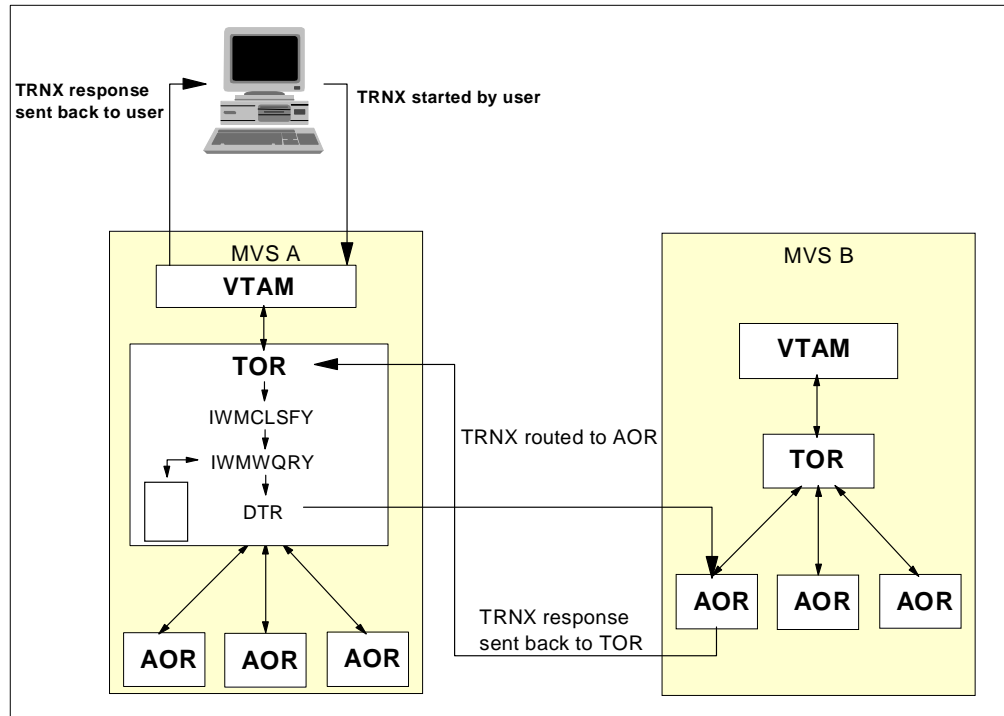 TRNX response
sent back to user
TRNX started by user
MVS A
VTAM
TOR
IWMCLSFY
IWMWQRY
DTR
AOR
AOR
AOR
TRNX routed to AOR
TRNX response
sent back to TOR
MVS B
VTAM
TOR
AOR
AOR
AOR